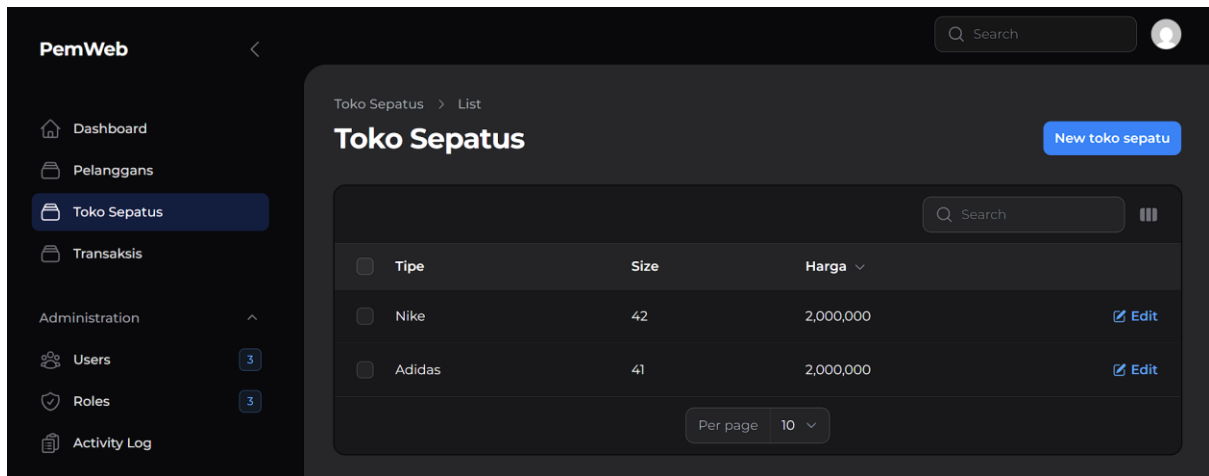 PemWeb
Search
Dashboard
Pelanggans
Toko Sepatus
Transaksis
Administration
Users 3
Roles 3
Activity Log
Toko Sepatus > List
Toko Sepatus
New toko sepatu
Search
Tipe Size Harga
Nike 42 2,000,000 Edit
Adidas 41 2,000,000 Edit
Per page 10